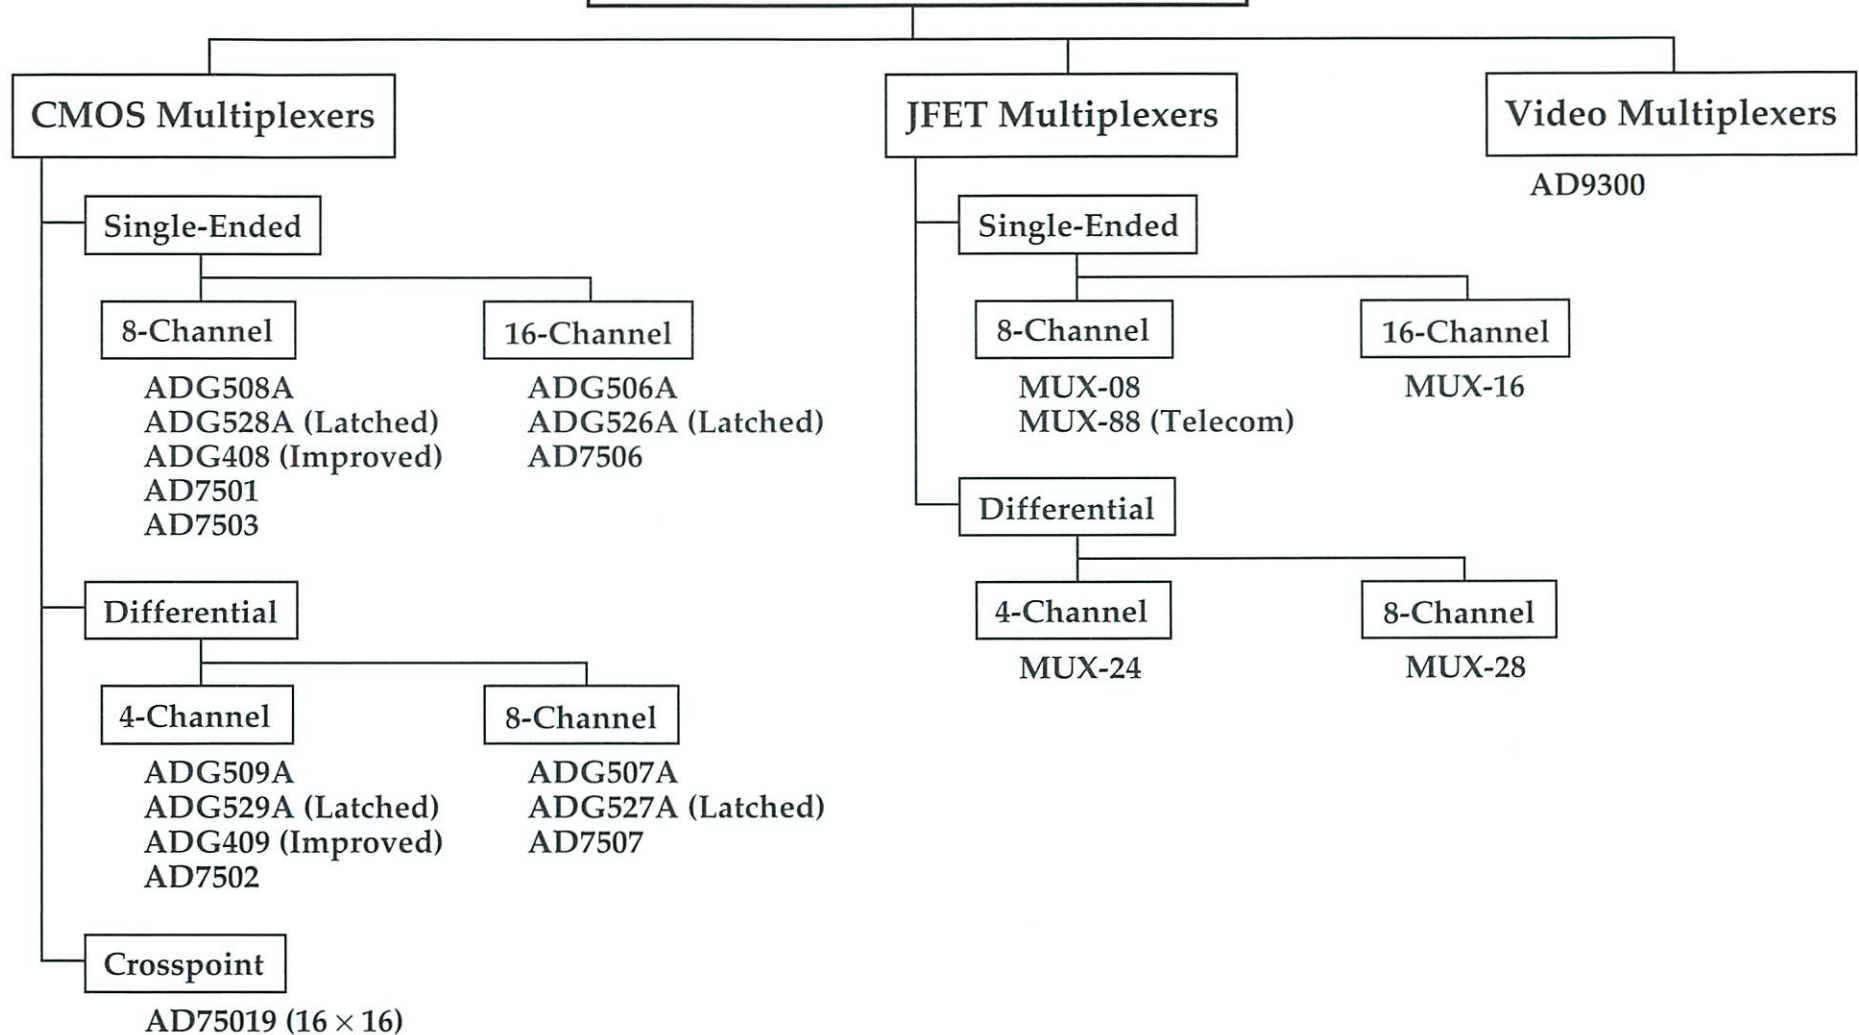 CMOS Multiplexers
Single-Ended
8-Channel
ADG508A
ADG528A (Latched)
ADG408 (Improved)
AD7501
AD7503
16-Channel
ADG506A
ADG526A (Latched)
AD7506
Differential
4-Channel
ADG509A
ADG529A (Latched)
ADG409 (Improved)
AD7502
8-Channel
ADG507A
ADG527A (Latched)
AD7507
Crosspoint
AD75019 (16 × 16)
JFET Multiplexers
Single-Ended
8-Channel
MUX-08
MUX-88 (Telecom)
16-Channel
MUX-16
Differential
4-Channel
MUX-24
8-Channel
MUX-28
Video Multiplexers
AD9300